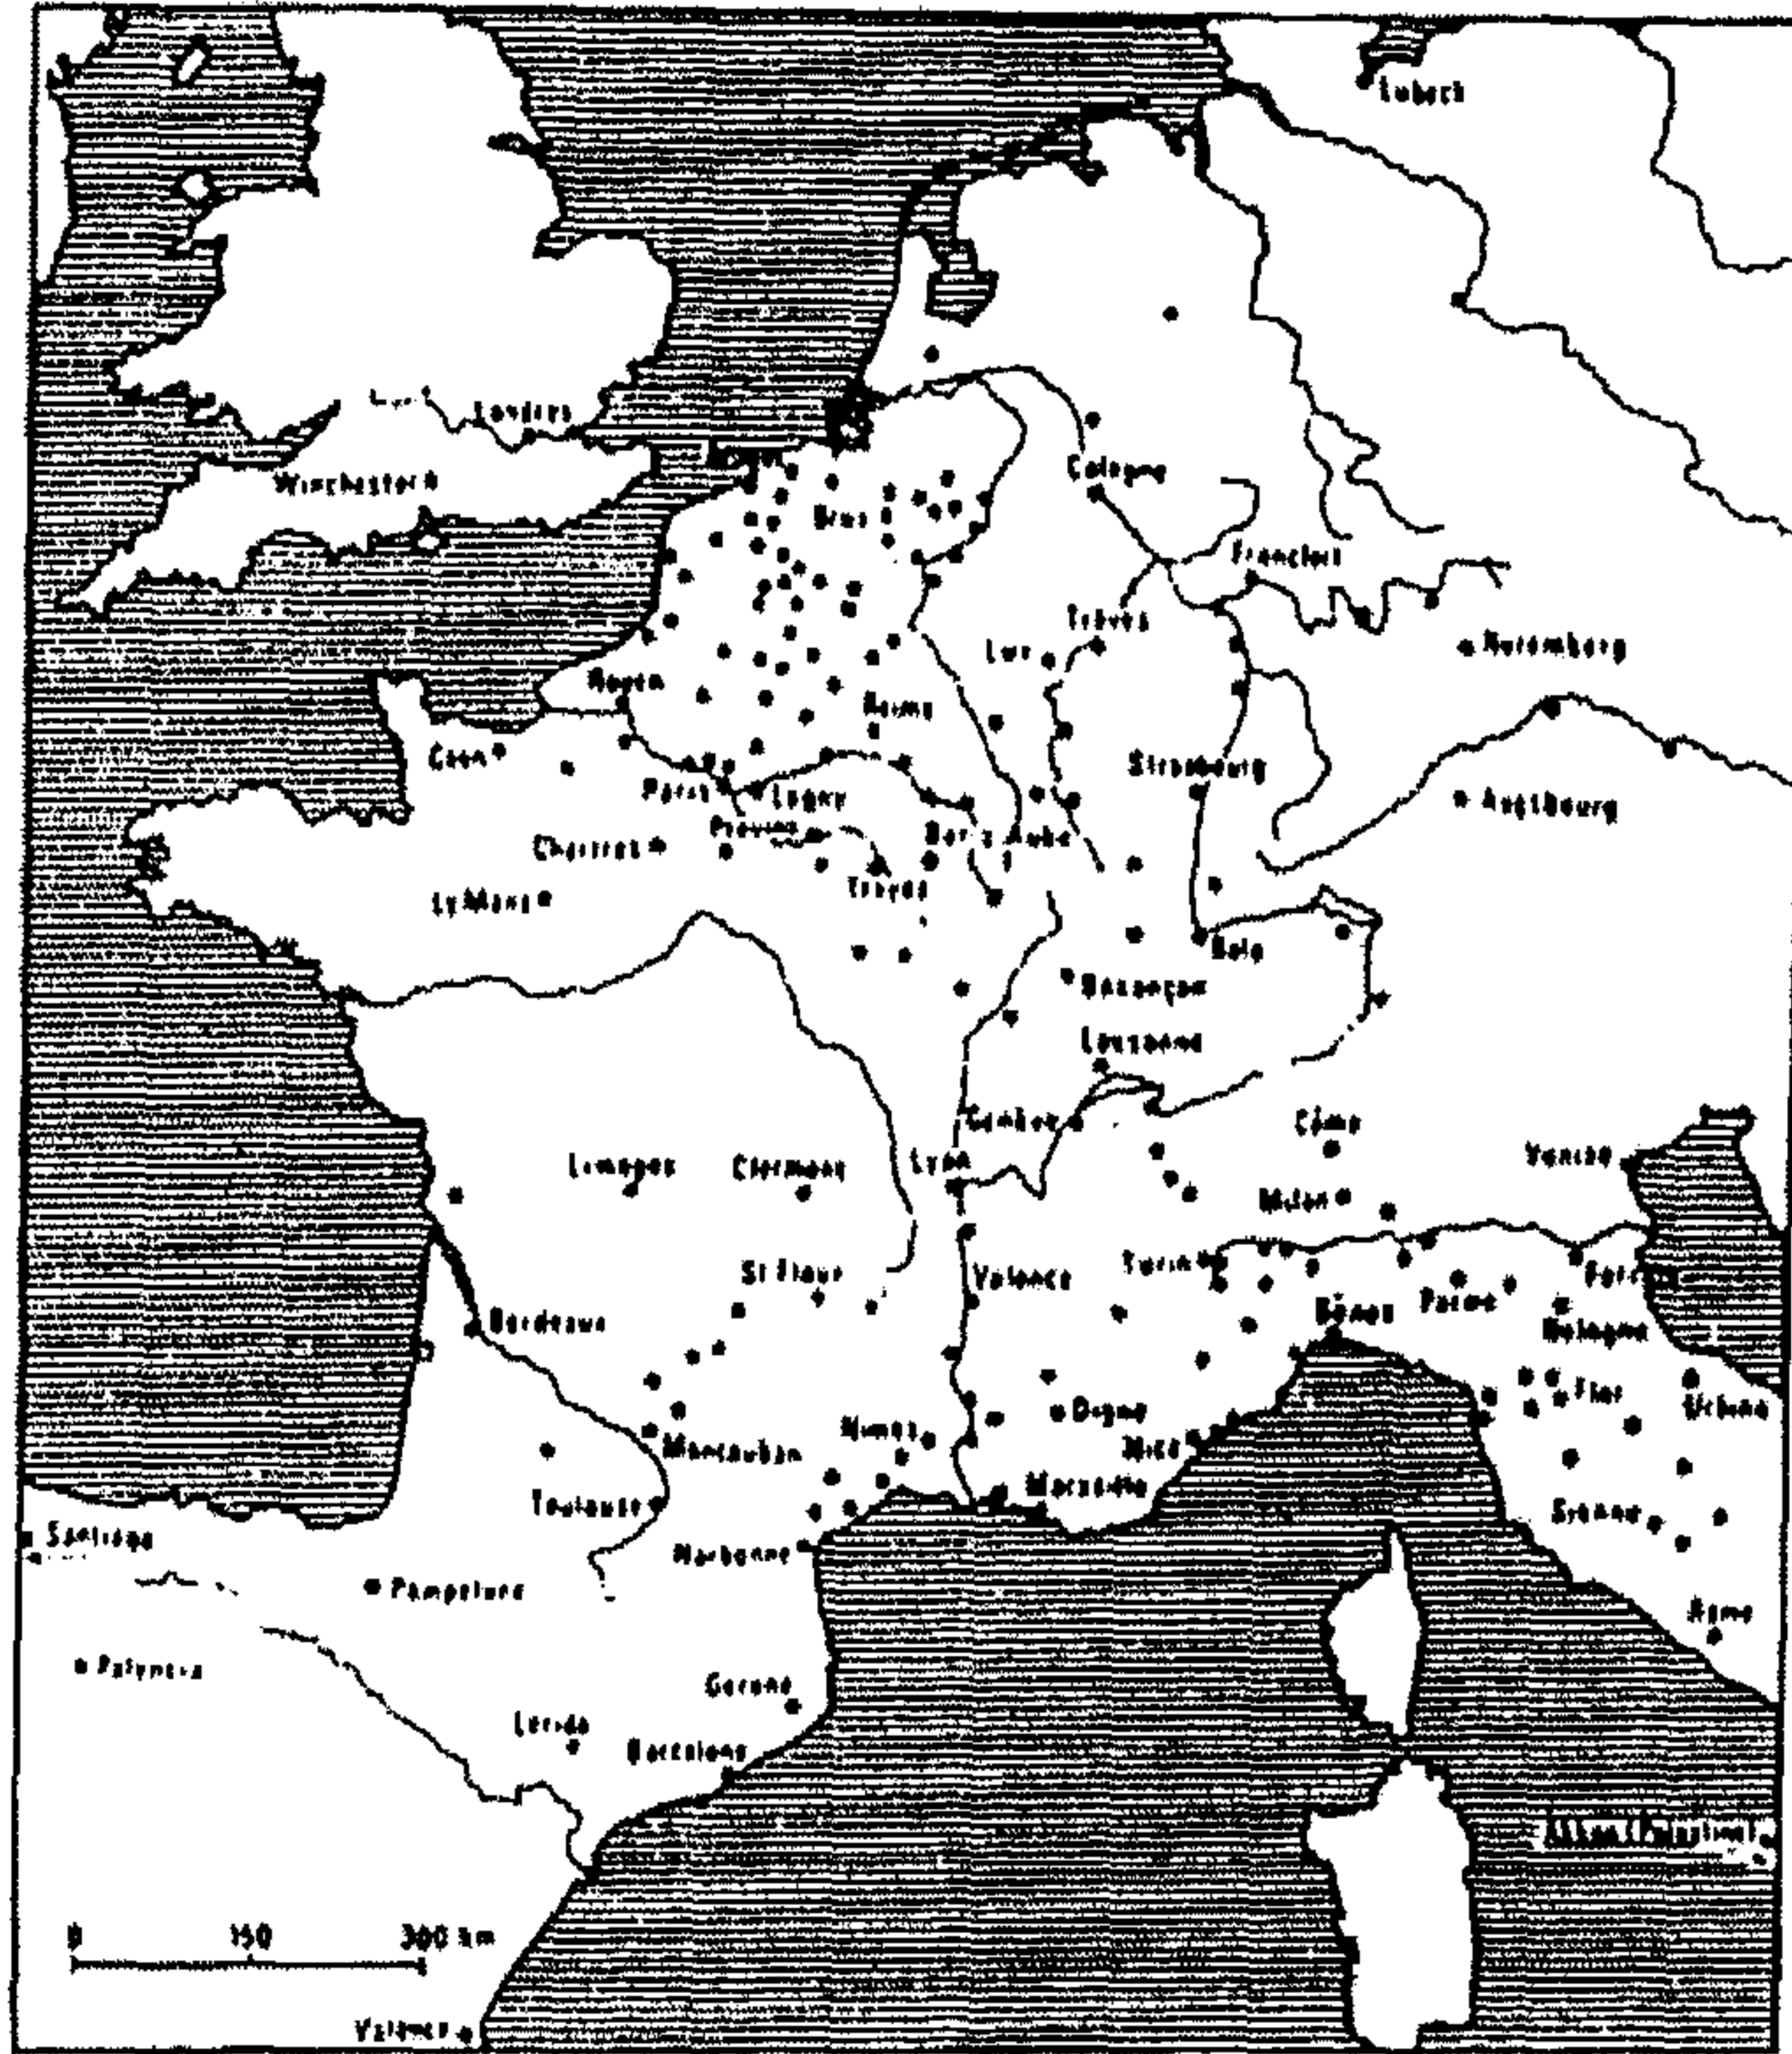 Lubeck
Londres
Winchester
Cologne
Francfort
Trèves
Nuremberg
Rouen
Reims
Caen
Strasbourg
Paris
Lagny
Augsbourg
Provins
Bar s Aube
Chartres
Troyes
Le Mans
Bale
Besançon
Lausanne
Genève
Côme
Limoges
Clermont
Lyon
Venise
Milan
St Flour
Valence
Turin
Bordeaux
Gênes
Parme
Bologne
Flor
Urbino
Digne
Nimes
Nice
Montauban
Marseille
Toulouse
Sienne
Santiago
Narbonne
Pampelune
Rome
Palencia
Gerone
Lerida
Barcelone
0 150 300 km
Valence